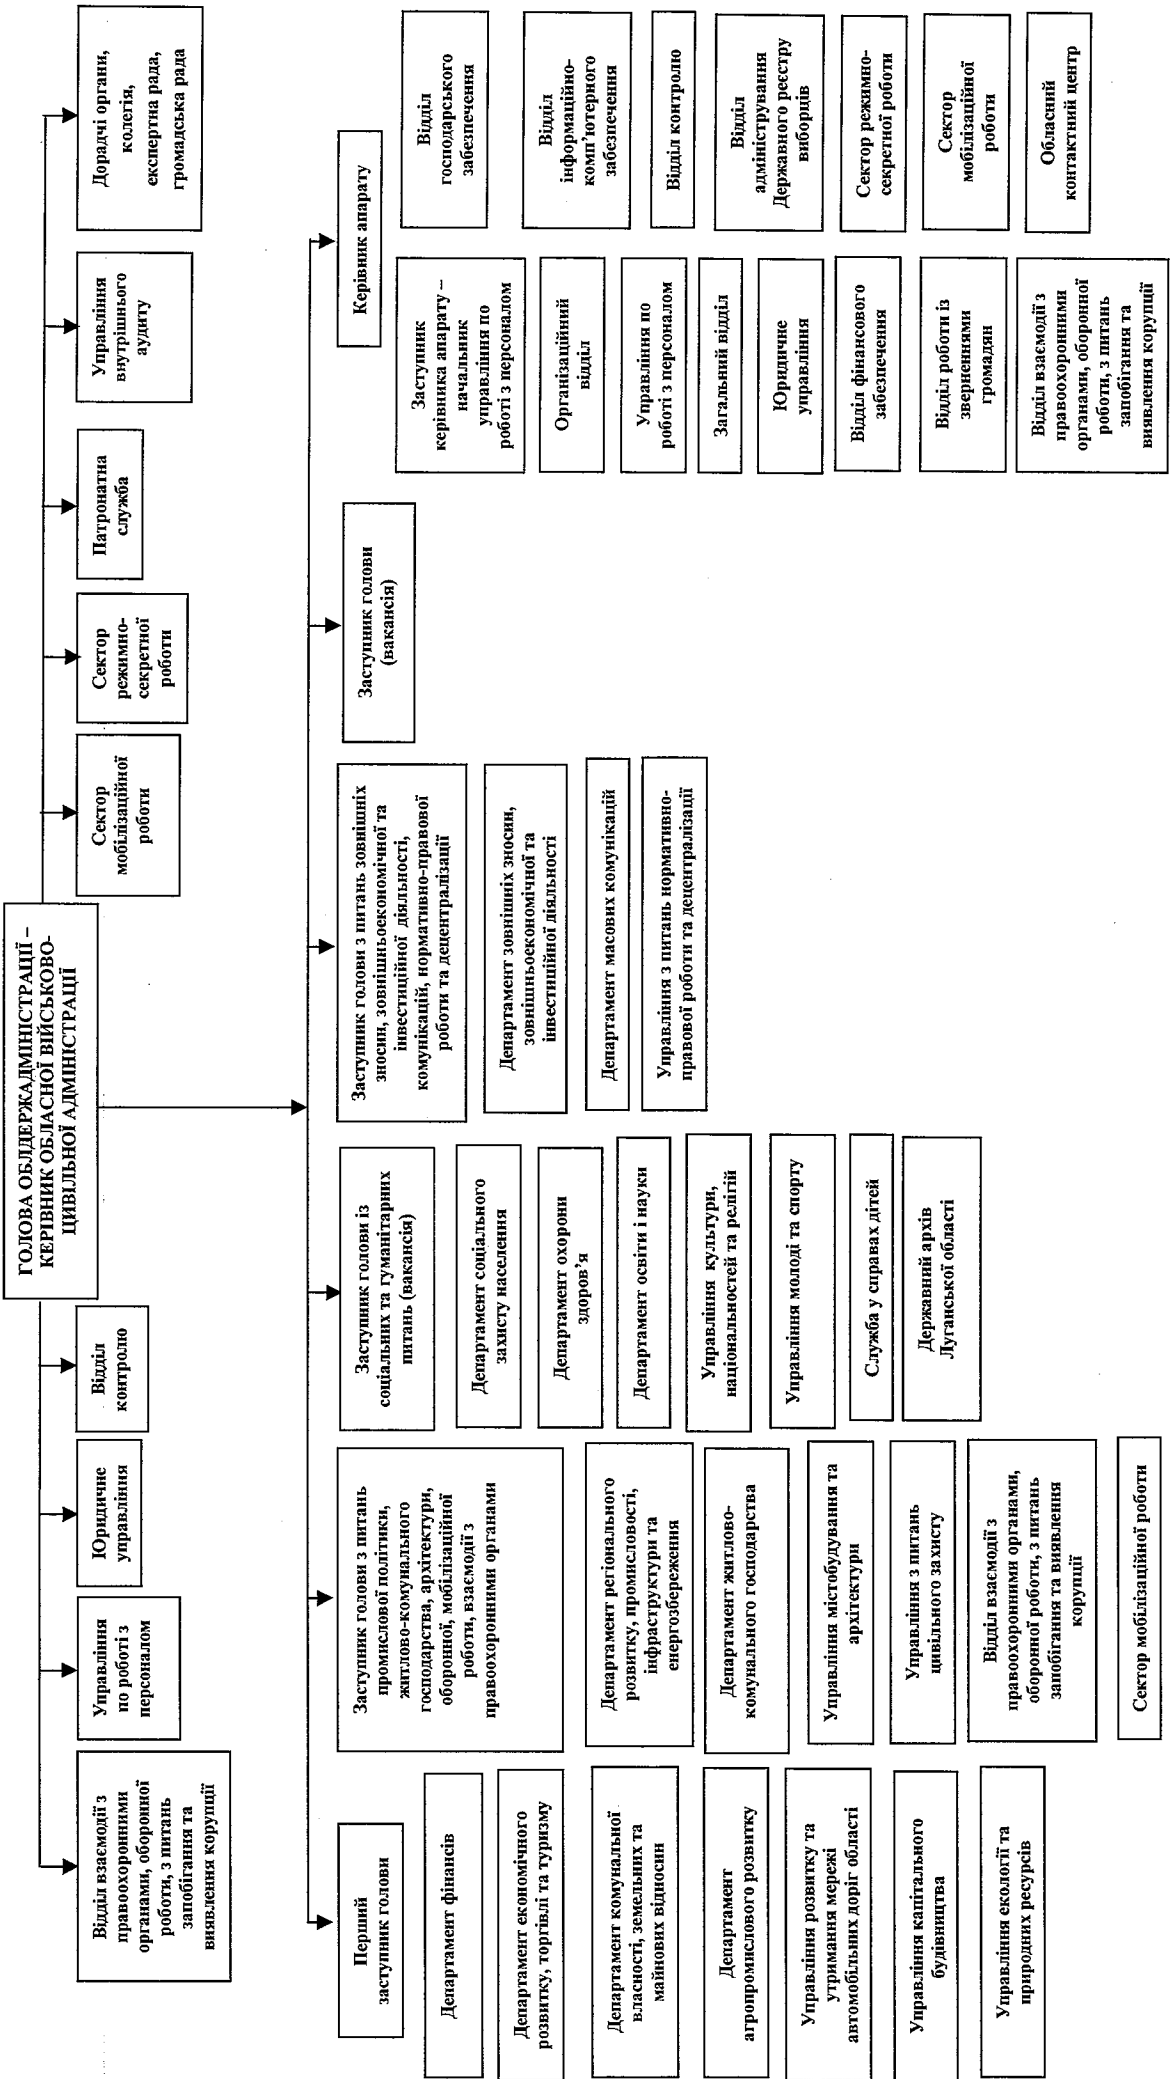 ГОЛОВА ОБЛДЕРЖАДМІНІСТРАЦІЇ –
КЕРІВНИК ОБЛАСНОЇ ВІЙСЬКОВО-
ЦИВІЛЬНОЇ АДМІНІСТРАЦІЇ
Відділ взаємодії з
правоохоронними
органами, оборонної
роботи, з питань
запобігання та
виявлення корупції
Управління
по роботі з
персоналом
Юридичне
управління
Відділ
контролю
Сектор
мобілізаційної
роботи
Сектор
режимно-
секретної
роботи
Патронатна
служба
Управління
внутрішнього
аудиту
Дорадчі органи,
колегія,
експертна рада,
громадська рада
Перший
заступник голови
Департамент фінансів
Департамент економічного
розвитку, торгівлі та туризму
Департамент комунальної
власності, земельних та
майнових відносин
Департамент
агропромислового розвитку
Управління розвитку та
утримання мережі
автомобільних доріг області
Управління капітального
будівництва
Управління екології та
природних ресурсів
Заступник голови з питань
промислової політики,
житлово-комунального
господарства, архітектури,
оборонної, мобілізаційної
роботи, взаємодії з
правоохоронними органами
Департамент регіонального
розвитку, промисловості,
інфраструктури та
енергозбереження
Департамент житлово-
комунального господарства
Управління містобудування та
архітектури
Управління з питань
цивільного захисту
Відділ взаємодії з
правоохоронними органами,
оборонної роботи, з питань
запобігання та виявлення
корупції
Сектор мобілізаційної роботи
Заступник голови із
соціальних та гуманітарних
питань (вакансія)
Департамент соціального
захисту населення
Департамент охорони
здоров'я
Департамент освіти і науки
Управління культури,
національностей та релігій
Управління молоді та спорту
Служба у справах дітей
Державний архів
Луганської області
Заступник голови з питань зовнішніх
зносин, зовнішньоекономічної та
інвестиційної діяльності,
комунікацій, нормативно-правової
роботи та децентралізації
Департамент зовнішніх зносин,
зовнішньоекономічної та
інвестиційної діяльності
Департамент масових комунікацій
Управління з питань нормативно-
правової роботи та децентралізації
Заступник голови
(вакансія)
Керівник апарату
Заступник
керівника апарату –
начальник
управління по
роботі з персоналом
Організаційний
відділ
Управління по
роботі з персоналом
Загальний відділ
Юридичне
управління
Відділ фінансового
забезпечення
Відділ роботи із
зверненнями
громадян
Відділ взаємодії з
правоохоронними
органами, оборонної
роботи, з питань
запобігання та
виявлення корупції
Відділ
господарського
забезпечення
Відділ
інформаційно-
комп'ютерного
забезпечення
Відділ контролю
Відділ
адміністрування
Державного реєстру
виборців
Сектор режимно-
секретної роботи
Сектор
мобілізаційної
роботи
Обласний
контактний центр